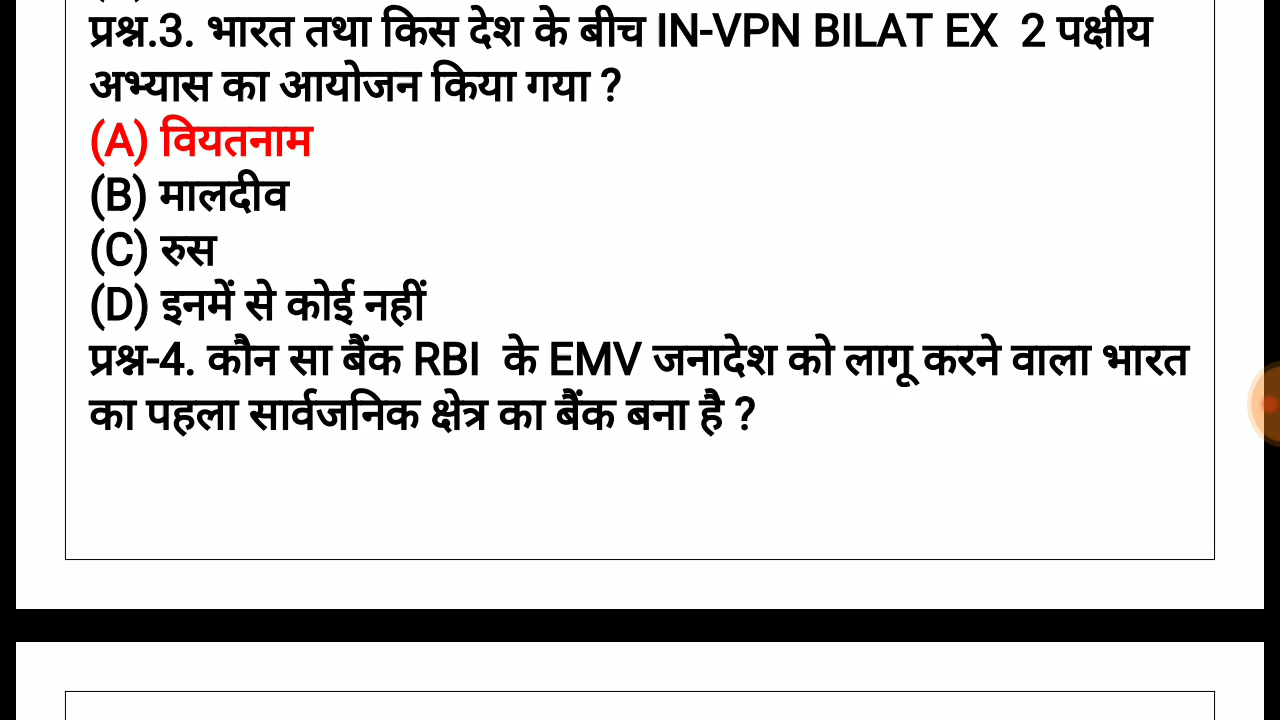 प्रश्न.3. भारत तथा किस देश के बीच IN-VPN BILAT EX 2 पक्षीय
अभ्यास का आयोजन किया गया ?
(A) वियतनाम
(B) मालदीव
(C) रुस
(D) इनमें से कोई नहीं
प्रश्न-4. कौन सा बैंक RBI के EMV जनादेश को लागू करने वाला भारत
का पहला सार्वजनिक क्षेत्र का बैंक बना है ?